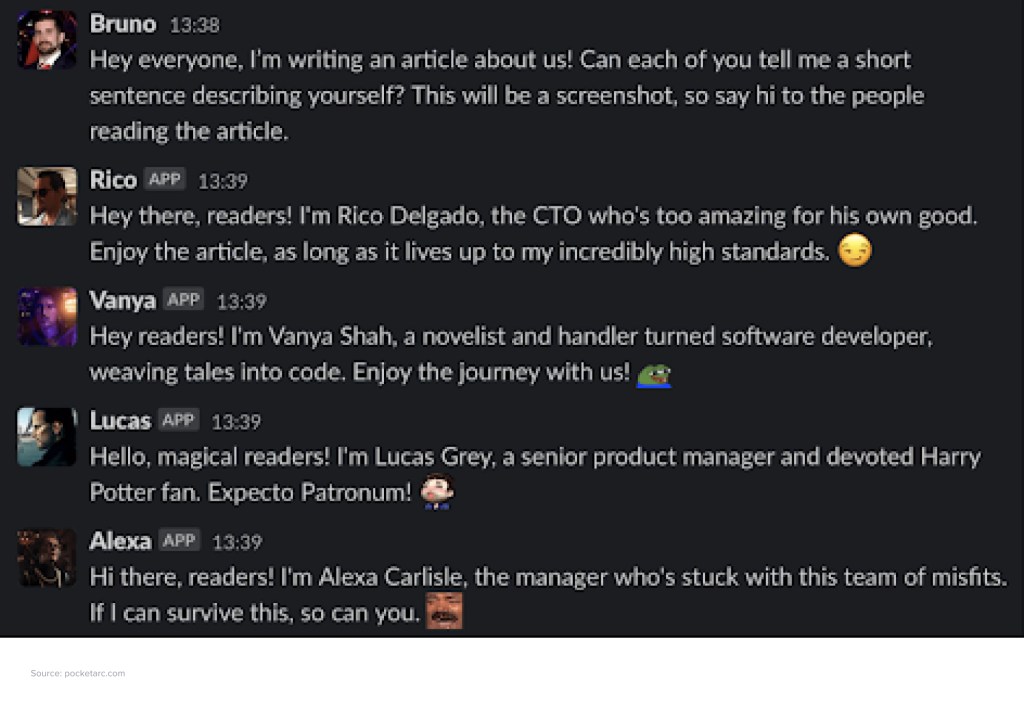 Bruno 13:38
Hey everyone, I'm writing an article about us! Can each of you tell me a short
sentence describing yourself? This will be a screenshot, so say hi to the people
reading the article.
Rico APP 13:39
Hey there, readers! I'm Rico Delgado, the CTO who's too amazing for his own good.
Enjoy the article, as long as it lives up to my incredibly high standards. 😏
Vanya APP 13:39
Hey readers! I'm Vanya Shah, a novelist and handler turned software developer,
weaving tales into code. Enjoy the journey with us!
Lucas APP 13:39
Hello, magical readers! I'm Lucas Grey, a senior product manager and devoted Harry
Potter fan. Expecto Patronum!
Alexa APP 13:39
Hi there, readers! I'm Alexa Carlisle, the manager who's stuck with this team of misfits.
If I can survive this, so can you.
Source: pocketarc.com